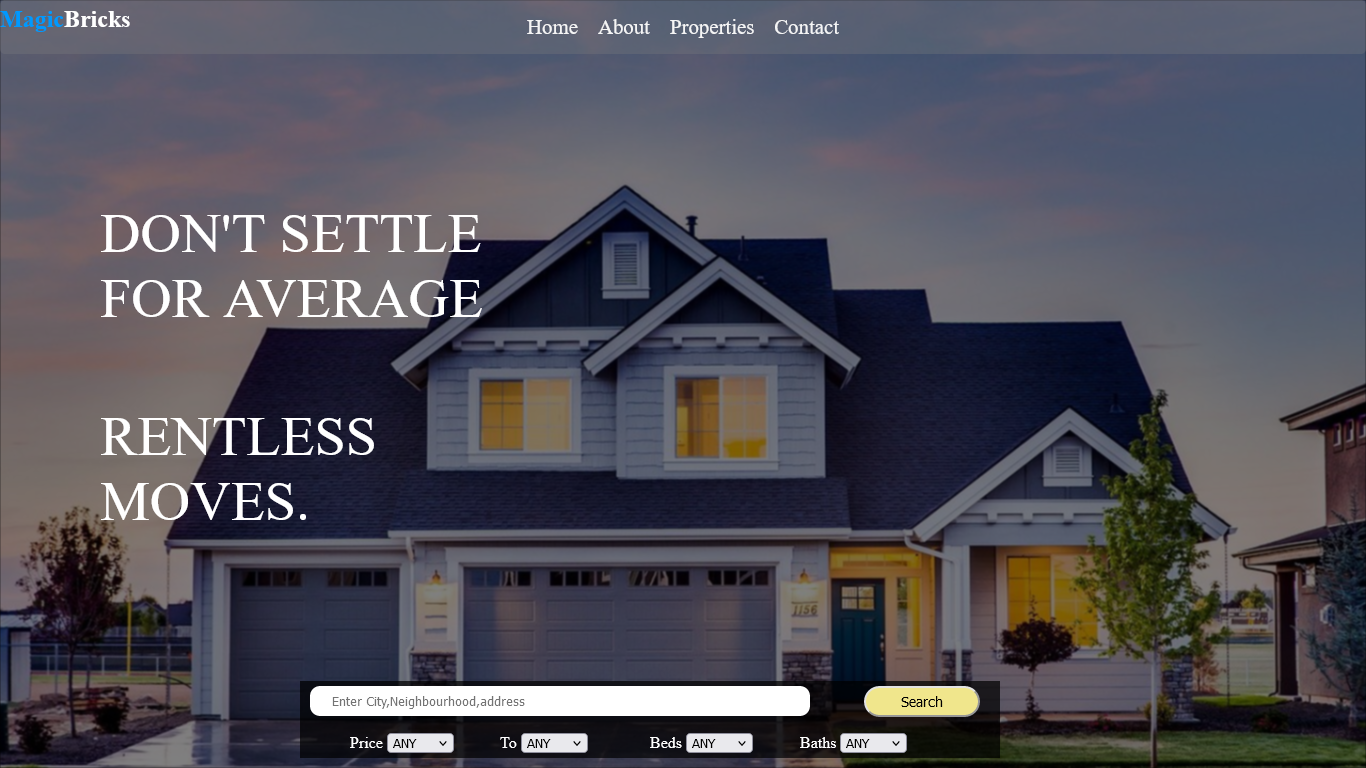 MagicBricks
Home About Properties Contact
DON'T SETTLE
FOR AVERAGE
RENTLESS
MOVES.
1156
Enter City,Neighbourhood,address
Search
Price ANY To ANY Beds ANY Baths ANY